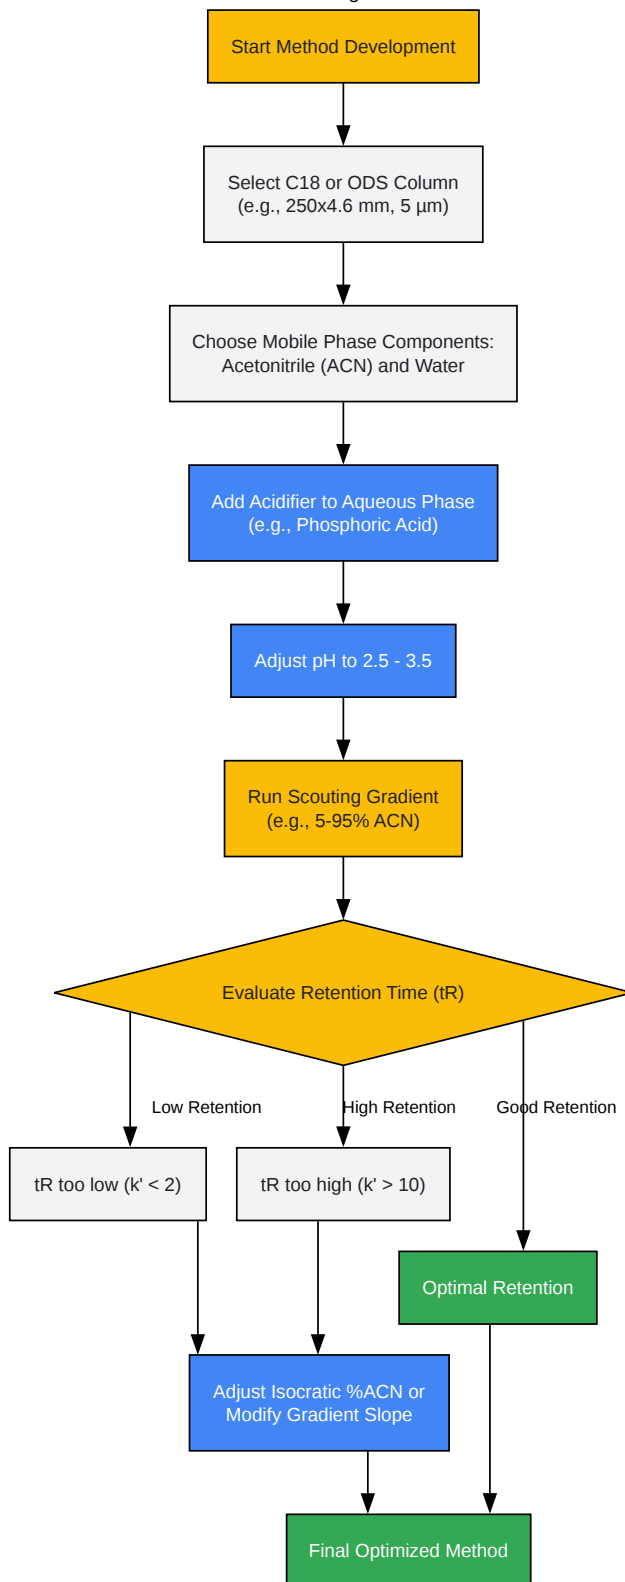 Start Method Development
Select C18 or ODS Column
(e.g., 250x4.6 mm, 5 µm)
Choose Mobile Phase Components:
Acetonitrile (ACN) and Water
Add Acidifier to Aqueous Phase
(e.g., Phosphoric Acid)
Adjust pH to 2.5 - 3.5
Run Scouting Gradient
(e.g., 5-95% ACN)
Evaluate Retention Time (tR)
Low Retention
High Retention
Good Retention
tR too low (k' < 2)
tR too high (k' > 10)
Optimal Retention
Adjust Isocratic %ACN or
Modify Gradient Slope
Final Optimized Method